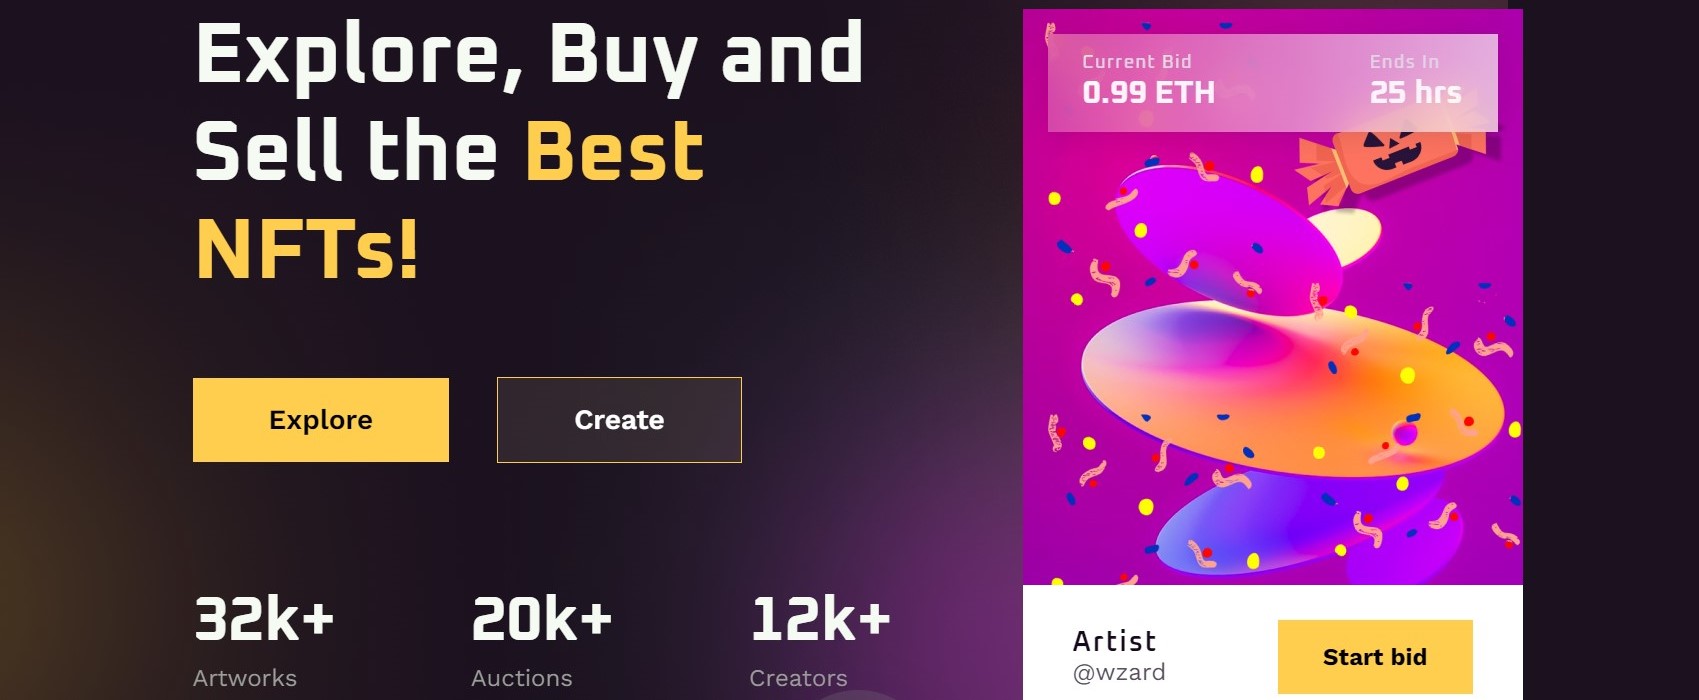 Explore, Buy and
Sell the Best
NFTs!
Explore
Create
32k+
Artworks
20k+
Auctions
12k+
Creators
Current Bid
0.99 ETH
Ends In
25 hrs
Artist
@wzard
Start bid